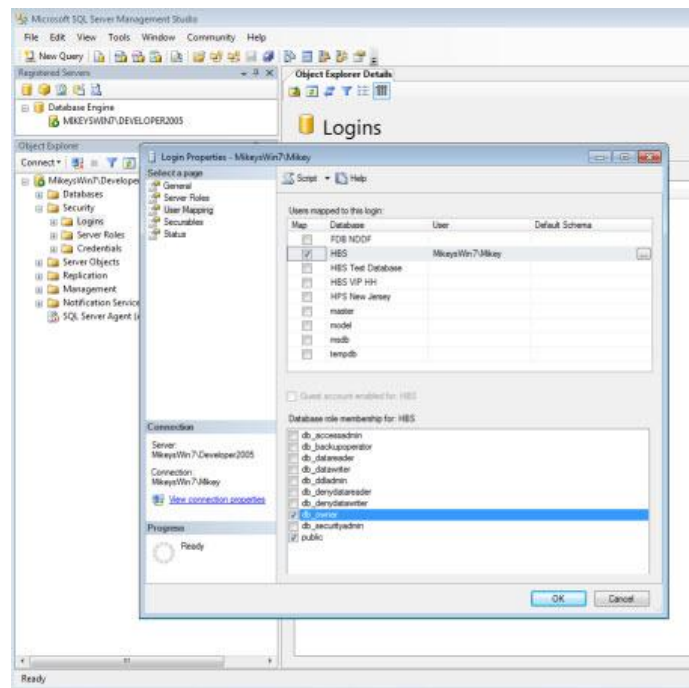 Microsoft SQL Server Management Studio
File Edit View Tools Window Community Help
New Query
Registered Servers
Database Engine
MIKEYSWIN7\DEVELOPER2005
Object Explorer Details
Logins
Object Explorer
Connect
MikeysWin7\Develope
Databases
Security
Logins
Server Roles
Credentials
Server Objects
Replication
Management
Notification Service
SQL Server Agent
Login Properties - MikeysWin7\Mikey
Select a page
General
Server Roles
User Mapping
Securables
Status
Script Help
Users mapped to this login:
Map Database User Default Schema
FDB NDDF
HBS MikeysWin7\Mikey ...
HBS Test Database
HBS VIP HH
HPS New Jersey
master
model
msdb
tempdb
Guest account enabled for: HBS
Database role membership for: HBS
db_accessadmin
db_backupoperator
db_datareader
db_datawriter
db_ddladmin
db_denydatareader
db_denydatawriter
db_owner
db_securityadmin
public
Connection
Server:
MikeysWin7\Developer2005
Connection:
MikeysWin7\Mikey
View connection properties
Progress
Ready
OK Cancel
Ready